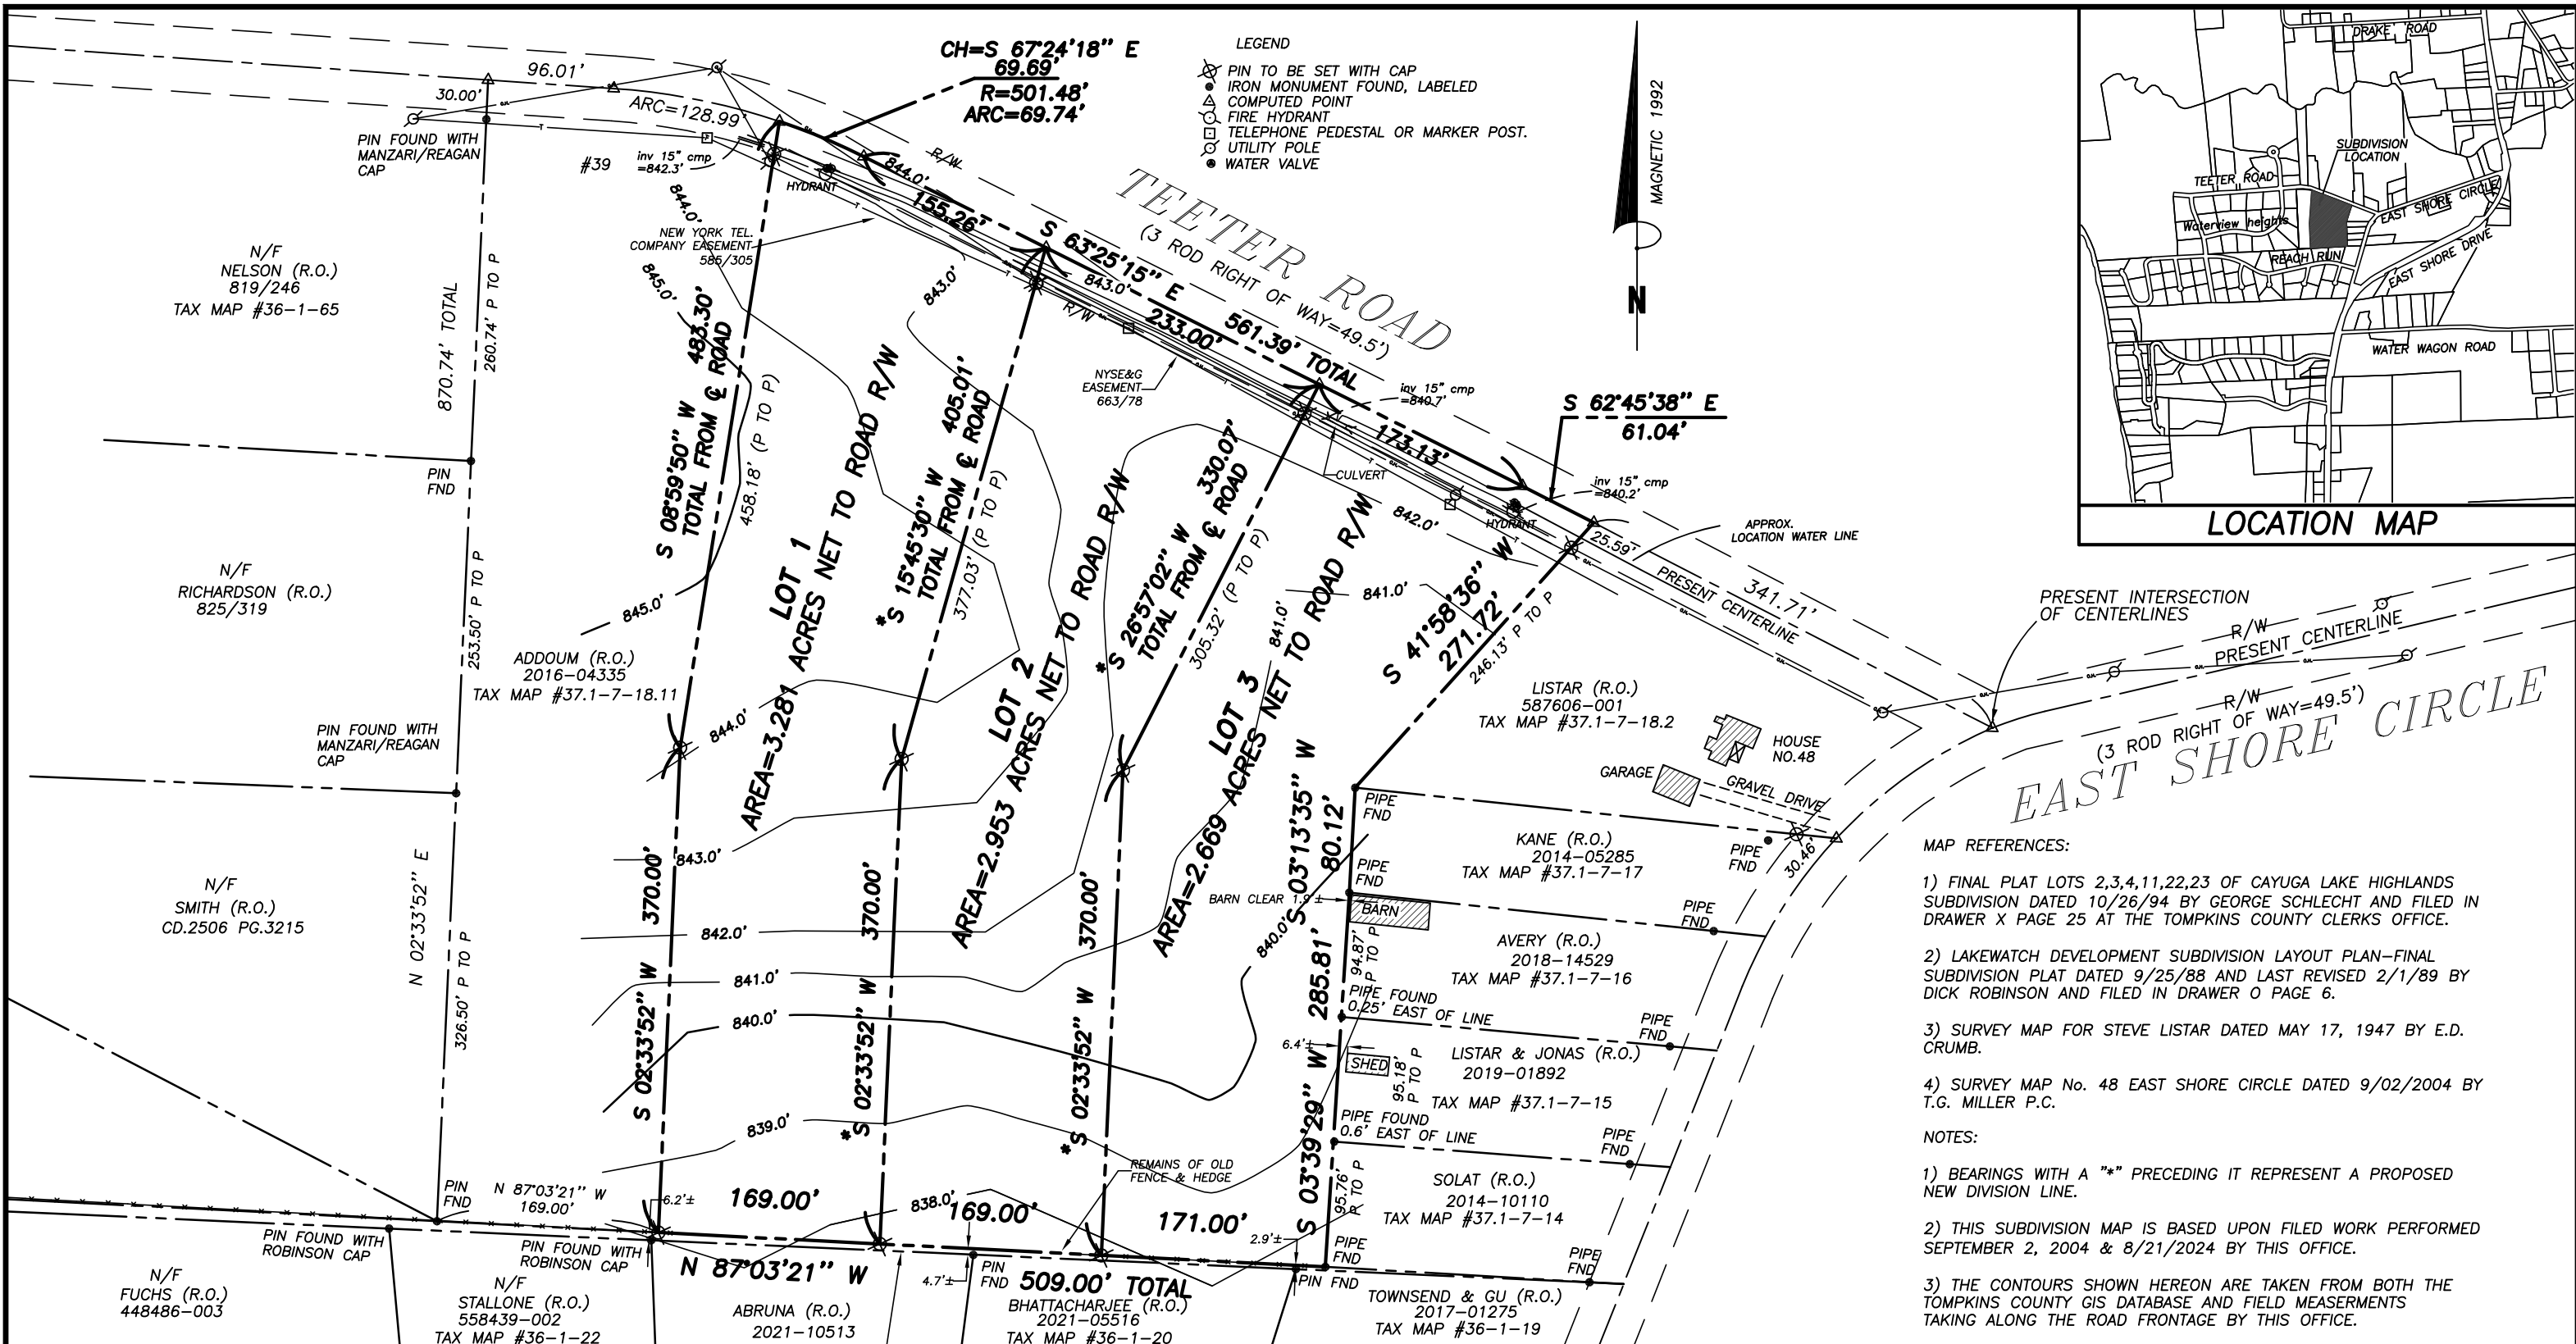 CH=S 67°24'18" E
69.69'
R=501.48'
ARC=69.74'
LEGEND
PIN TO BE SET WITH CAP
IRON MONUMENT FOUND, LABELED
COMPUTED POINT
FIRE HYDRANT
TELEPHONE PEDESTAL OR MARKER POST.
UTILITY POLE
WATER VALVE
MAGNETIC 1992
N
DRAKE ROAD
SUBDIVISION
LOCATION
TEETER ROAD
EAST SHORE CIRCLE
Waterview heights
REACH RUN
EAST SHORE DRIVE
WATER WAGON ROAD
LOCATION MAP
96.01'
30.00'
ARC=128.99'
PIN FOUND WITH
MANZARI/REAGAN
CAP
#39
inv 15" cmp
=842.3'
HYDRANT
844.0'
844.0'
R/W
155.26'
NEW YORK TEL.
COMPANY EASEMENT
585/305
S 63°25'15" E
561.39' TOTAL
TEETER ROAD
(3 ROD RIGHT OF WAY=49.5')
843.0'
843.0'
845.0'
R/W
233.00'
NYSE&G
EASEMENT
663/78
inv 15" cmp
=840.7'
S 62°45'38" E
61.04'
173.13'
CULVERT
inv 15" cmp
=840.2'
HYDRANT
842.0'
25.59'
APPROX.
LOCATION WATER LINE
PRESENT CENTERLINE
341.71'
PRESENT INTERSECTION
OF CENTERLINES
R/W
PRESENT CENTERLINE
R/W
(3 ROD RIGHT OF WAY=49.5')
EAST SHORE CIRCLE
N/F
NELSON (R.O.)
819/246
TAX MAP #36-1-65
870.74' TOTAL
260.74' P TO P
PIN
FND
N/F
RICHARDSON (R.O.)
825/319
253.50' P TO P
PIN FOUND WITH
MANZARI/REAGAN
CAP
N/F
SMITH (R.O.)
CD.2506 PG.3215
N 02°33'52" E
326.50' P TO P
ADDOUM (R.O.)
2016-04335
TAX MAP #37.1-7-18.11
S 08°59'50" W 483.30'
TOTAL FROM ℄ ROAD
458.18' (P TO P)
845.0'
LOT 1
AREA=3.281 ACRES NET TO ROAD R/W
*S 15°45'30" W 405.01'
TOTAL FROM ℄ ROAD
377.03' (P TO P)
LOT 2
AREA=2.953 ACRES NET TO ROAD R/W
*S 26°57'02" W 330.07'
TOTAL FROM ℄ ROAD
305.32' (P TO P)
LOT 3
AREA=2.669 ACRES NET TO ROAD R/W
841.0'
841.0'
S 41°58'36" W
271.72'
246.13' P TO P
LISTAR (R.O.)
587606-001
TAX MAP #37.1-7-18.2
HOUSE
NO.48
GARAGE
GRAVEL DRIVE
30.46'
844.0'
843.0'
842.0'
841.0'
840.0'
839.0'
838.0'
840.0'
S 02°33'52" W 370.00'
*S 02°33'52" W 370.00'
*S 02°33'52" W 370.00'
S 03°13'35" W
80.12'
S 03°39'29" W 285.81'
PIPE
FND
KANE (R.O.)
2014-05285
TAX MAP #37.1-7-17
PIPE
FND
PIPE
FND
BARN CLEAR 1.9'±
BARN
94.87'
P TO P
AVERY (R.O.)
2018-14529
TAX MAP #37.1-7-16
PIPE
FND
PIPE FOUND
0.25' EAST OF LINE
PIPE
FND
6.4'±
SHED
95.18'
P TO P
LISTAR & JONAS (R.O.)
2019-01892
TAX MAP #37.1-7-15
PIPE FOUND
0.6' EAST OF LINE
PIPE
FND
95.76'
P TO P
SOLAT (R.O.)
2014-10110
TAX MAP #37.1-7-14
PIPE
FND
PIPE
FND
REMAINS OF OLD
FENCE & HEDGE
PIN
FND
N 87°03'21" W
169.00'
6.2'±
169.00'
169.00'
171.00'
2.9'±
PIN FOUND WITH
ROBINSON CAP
PIN FOUND WITH
ROBINSON CAP
N 87°03'21" W
4.7'±
PIN
FND
509.00' TOTAL
PIN FND
N/F
FUCHS (R.O.)
448486-003
N/F
STALLONE (R.O.)
558439-002
TAX MAP #36-1-22
ABRUNA (R.O.)
2021-10513
BHATTACHARJEE (R.O.)
2021-05516
TAX MAP #36-1-20
TOWNSEND & GU (R.O.)
2017-01275
TAX MAP #36-1-19
MAP REFERENCES:
1) FINAL PLAT LOTS 2,3,4,11,22,23 OF CAYUGA LAKE HIGHLANDS
SUBDIVISION DATED 10/26/94 BY GEORGE SCHLECHT AND FILED IN
DRAWER X PAGE 25 AT THE TOMPKINS COUNTY CLERKS OFFICE.
2) LAKEWATCH DEVELOPMENT SUBDIVISION LAYOUT PLAN-FINAL
SUBDIVISION PLAT DATED 9/25/88 AND LAST REVISED 2/1/89 BY
DICK ROBINSON AND FILED IN DRAWER O PAGE 6.
3) SURVEY MAP FOR STEVE LISTAR DATED MAY 17, 1947 BY E.D.
CRUMB.
4) SURVEY MAP No. 48 EAST SHORE CIRCLE DATED 9/02/2004 BY
T.G. MILLER P.C.
NOTES:
1) BEARINGS WITH A "*" PRECEDING IT REPRESENT A PROPOSED
NEW DIVISION LINE.
2) THIS SUBDIVISION MAP IS BASED UPON FILED WORK PERFORMED
SEPTEMBER 2, 2004 & 8/21/2024 BY THIS OFFICE.
3) THE CONTOURS SHOWN HEREON ARE TAKEN FROM BOTH THE
TOMPKINS COUNTY GIS DATABASE AND FIELD MEASERMENTS
TAKING ALONG THE ROAD FRONTAGE BY THIS OFFICE.